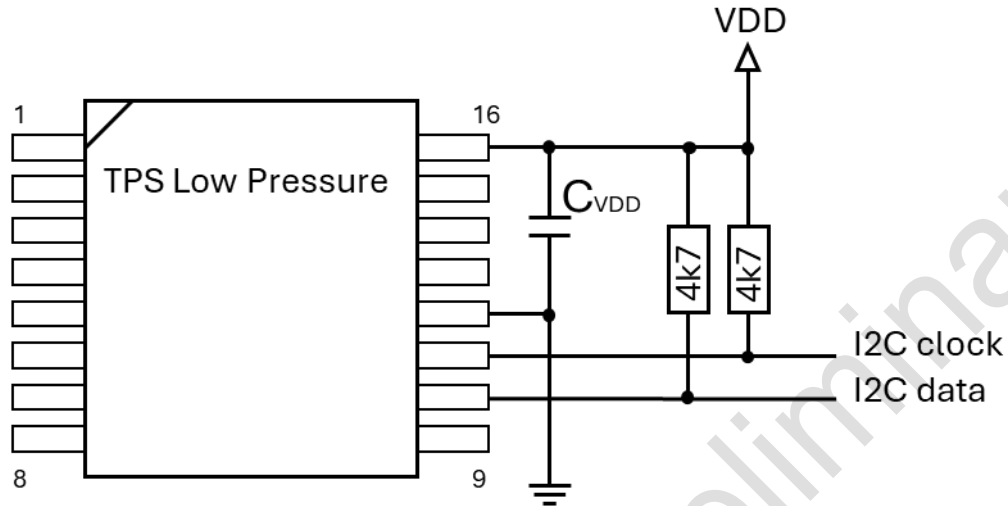 VDD
1
16
TPS Low Pressure
CVDD
4k7
4k7
I2C clock
I2C data
8
9